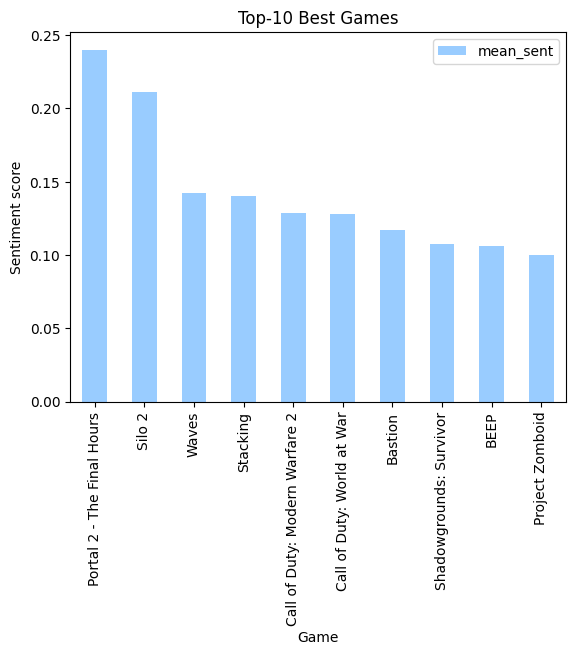 Top-10 Best Games
mean_sent
Sentiment score
0.25
0.20
0.15
0.10
0.05
0.00
Portal 2 - The Final Hours
Silo 2
Waves
Stacking
Call of Duty: Modern Warfare 2
Call of Duty: World at War
Bastion
Shadowgrounds: Survivor
BEEP
Project Zomboid
Game